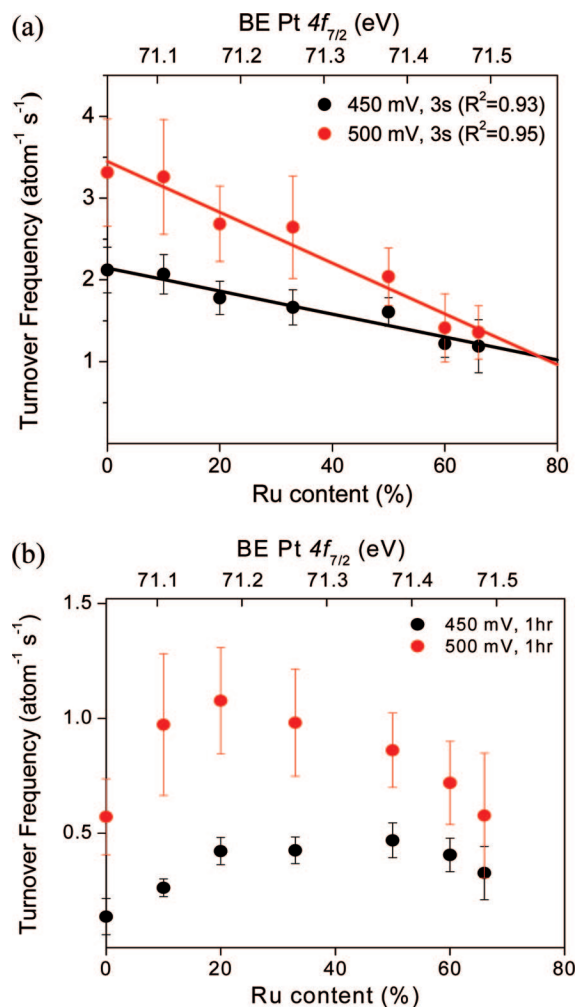 (a)
BE Pt 4f7/2 (eV)
71.1 71.2 71.3 71.4 71.5
450 mV, 3s (R²=0.93)
500 mV, 3s (R²=0.95)
Turnover Frequency (atom⁻¹ s⁻¹)
4
3
2
1
0 20 40 60 80
Ru content (%)
(b)
BE Pt 4f7/2 (eV)
71.1 71.2 71.3 71.4 71.5
450 mV, 1hr
500 mV, 1hr
Turnover Frequency (atom⁻¹ s⁻¹)
1.5
1.0
0.5
0 20 40 60 80
Ru content (%)